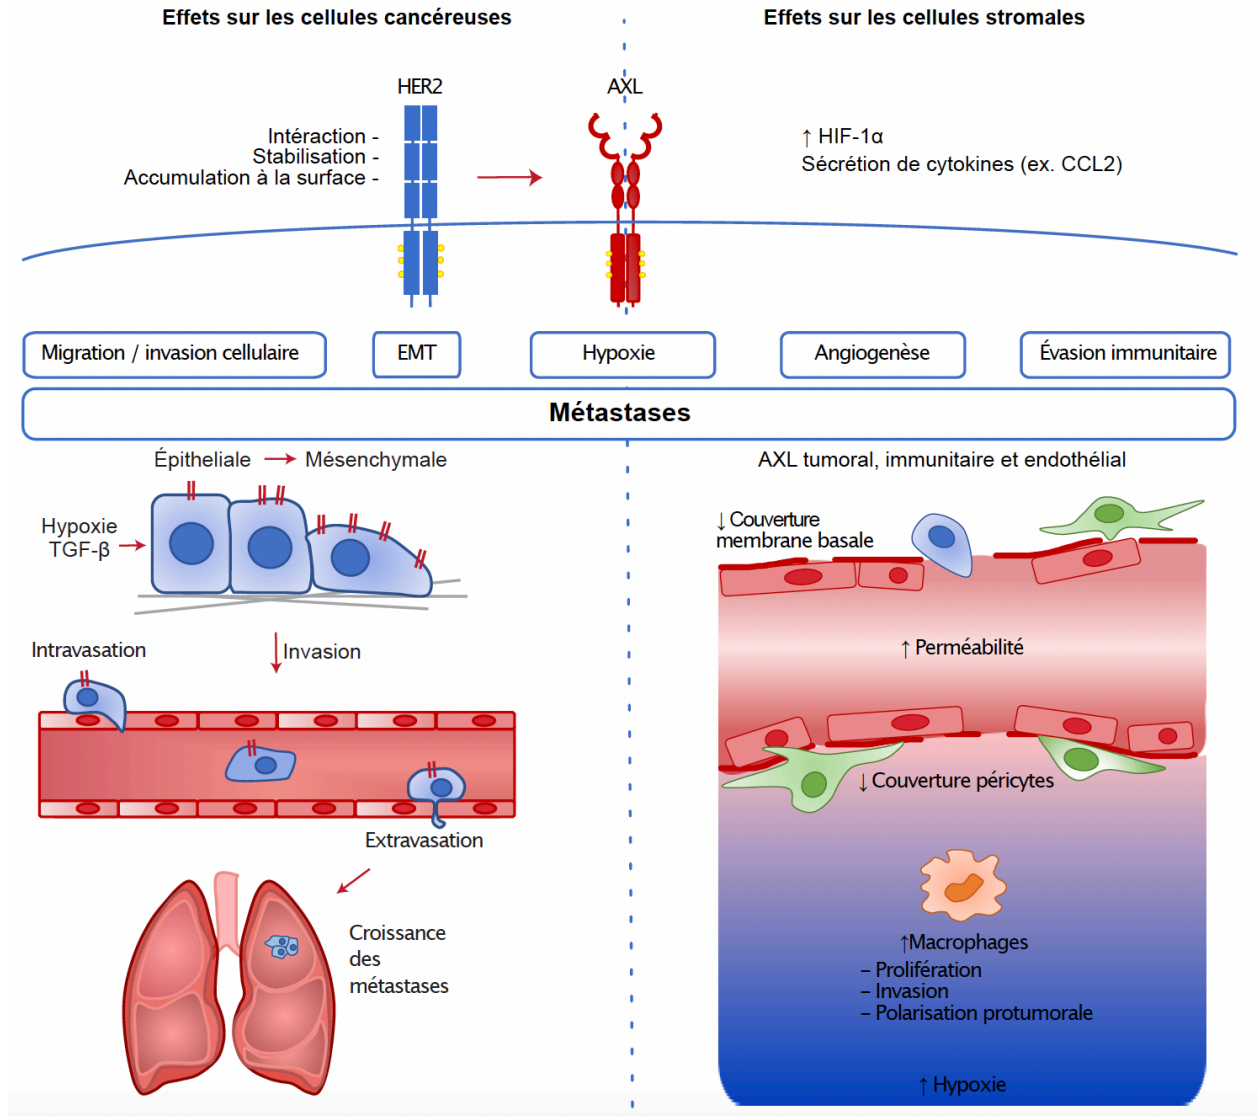 Effets sur les cellules cancéreuses
Effets sur les cellules stromales
HER2
AXL
Intéraction -
Stabilisation -
Accumulation à la surface -
↑ HIF-1α
Sécrétion de cytokines (ex. CCL2)
Migration / invasion cellulaire
EMT
Hypoxie
Angiogenèse
Évasion immunitaire
Métastases
Épitheliale → Mésenchymale
Hypoxie
TGF-β
Invasion
Intravasation
Extravasation
Croissance
des
métastases
AXL tumoral, immunitaire et endothélial
↓ Couverture
membrane basale
↑ Perméabilité
↓ Couverture péricytes
↑Macrophages
– Prolifération
– Invasion
– Polarisation protumorale
↑ Hypoxie